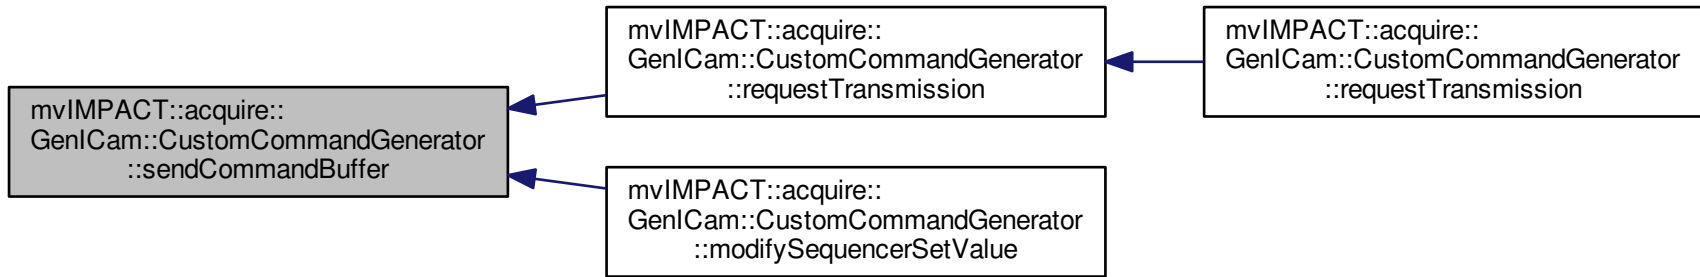 mvIMPACT::acquire::
GenICam::CustomCommandGenerator
::sendCommandBuffer
mvIMPACT::acquire::
GenICam::CustomCommandGenerator
::requestTransmission
mvIMPACT::acquire::
GenICam::CustomCommandGenerator
::requestTransmission
mvIMPACT::acquire::
GenICam::CustomCommandGenerator
::modifySequencerSetValue